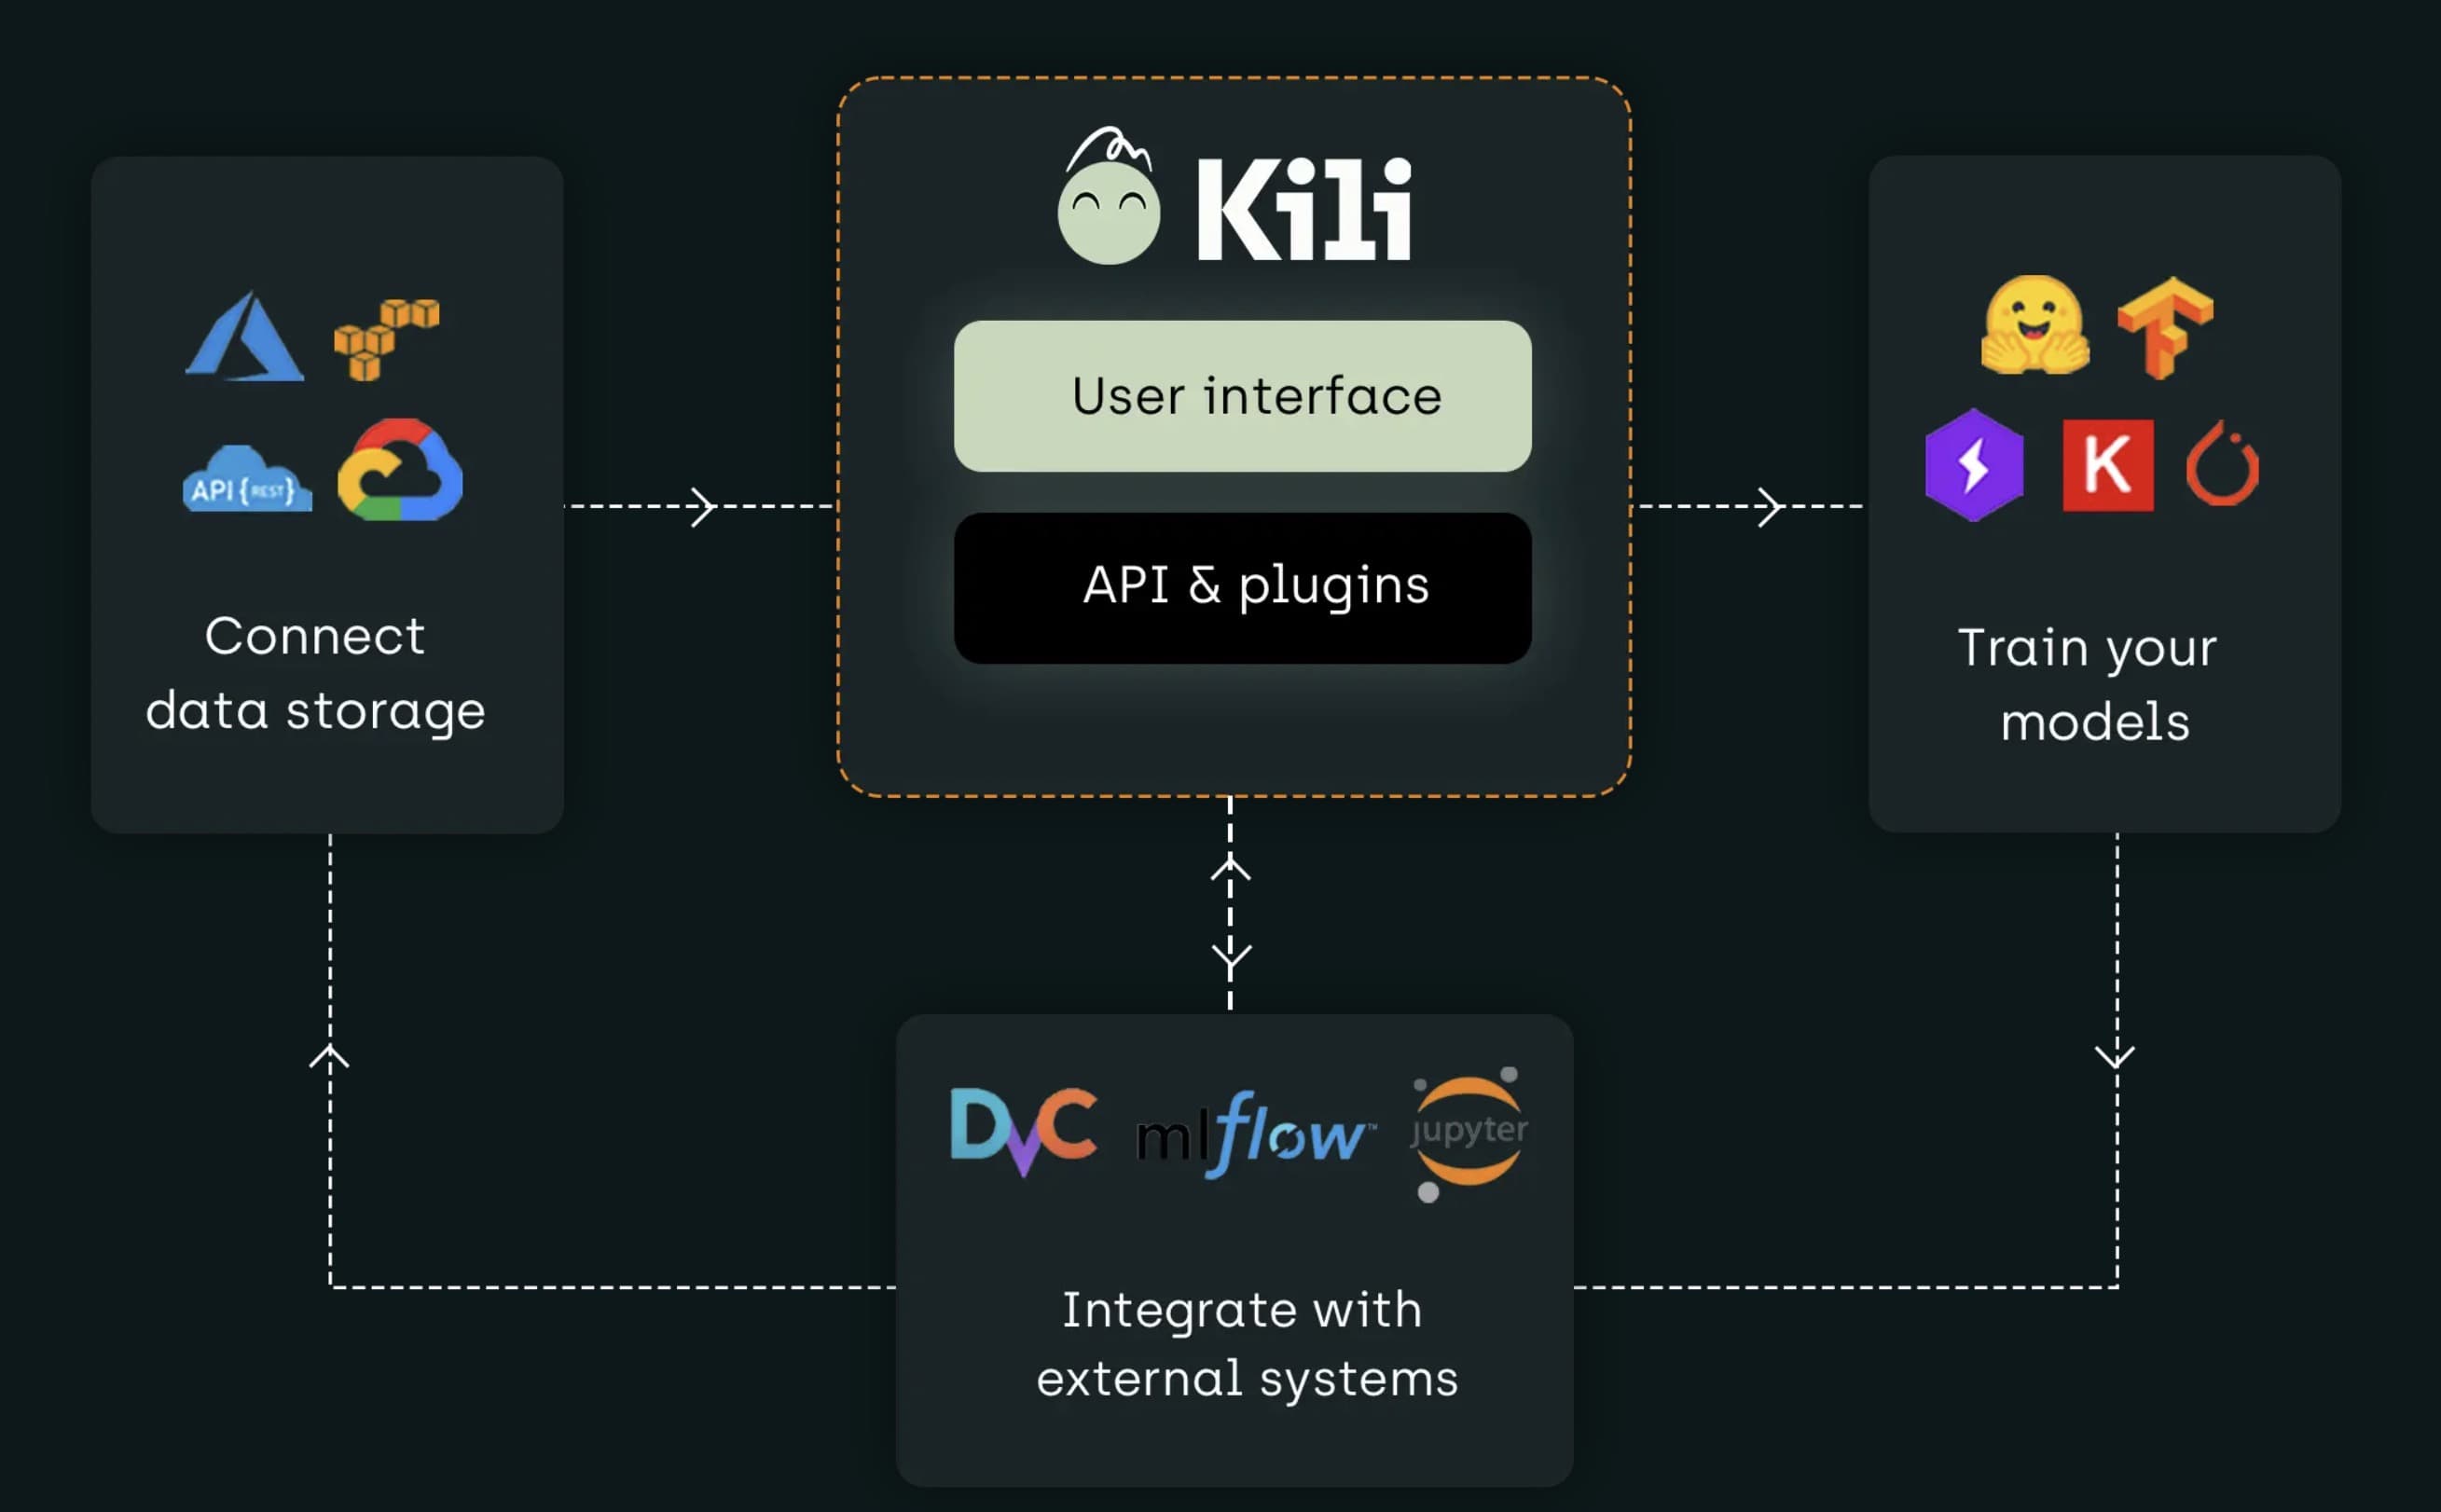 Kili
User interface
API & plugins
API {REST}
Connect
data storage
K
Train your
models
DVC
mlflow™
jupyter
Integrate with
external systems